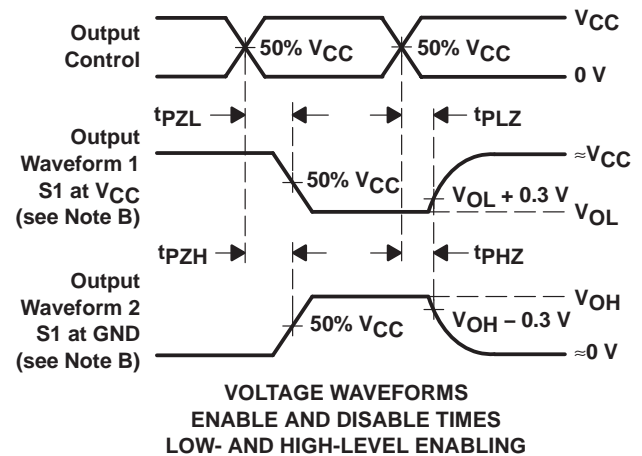 Output
Control
50% VCC
50% VCC
VCC
0 V
tPZL
tPLZ
Output
Waveform 1
S1 at VCC
(see Note B)
50% VCC
≈VCC
VOL + 0.3 V
VOL
tPZH
tPHZ
Output
Waveform 2
S1 at GND
(see Note B)
50% VCC
VOH
VOH − 0.3 V
≈0 V
VOLTAGE WAVEFORMS
ENABLE AND DISABLE TIMES
LOW- AND HIGH-LEVEL ENABLING